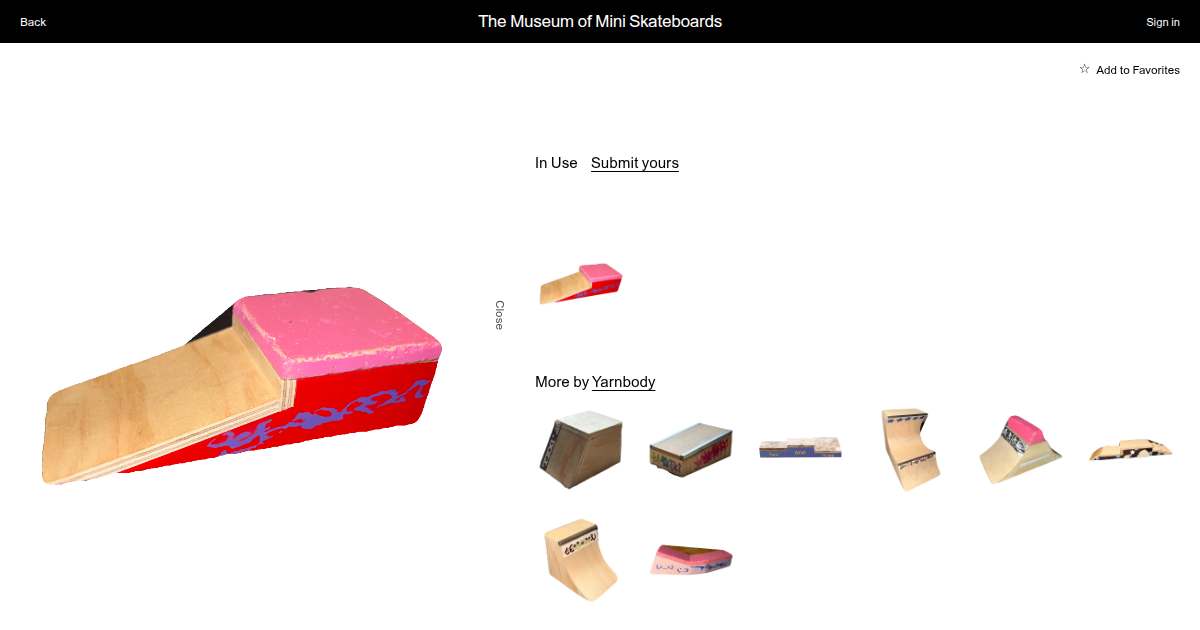 Back
The Museum of Mini Skateboards
Sign in
☆ Add to Favorites
In Use Submit yours
Close
More by Yarnbody